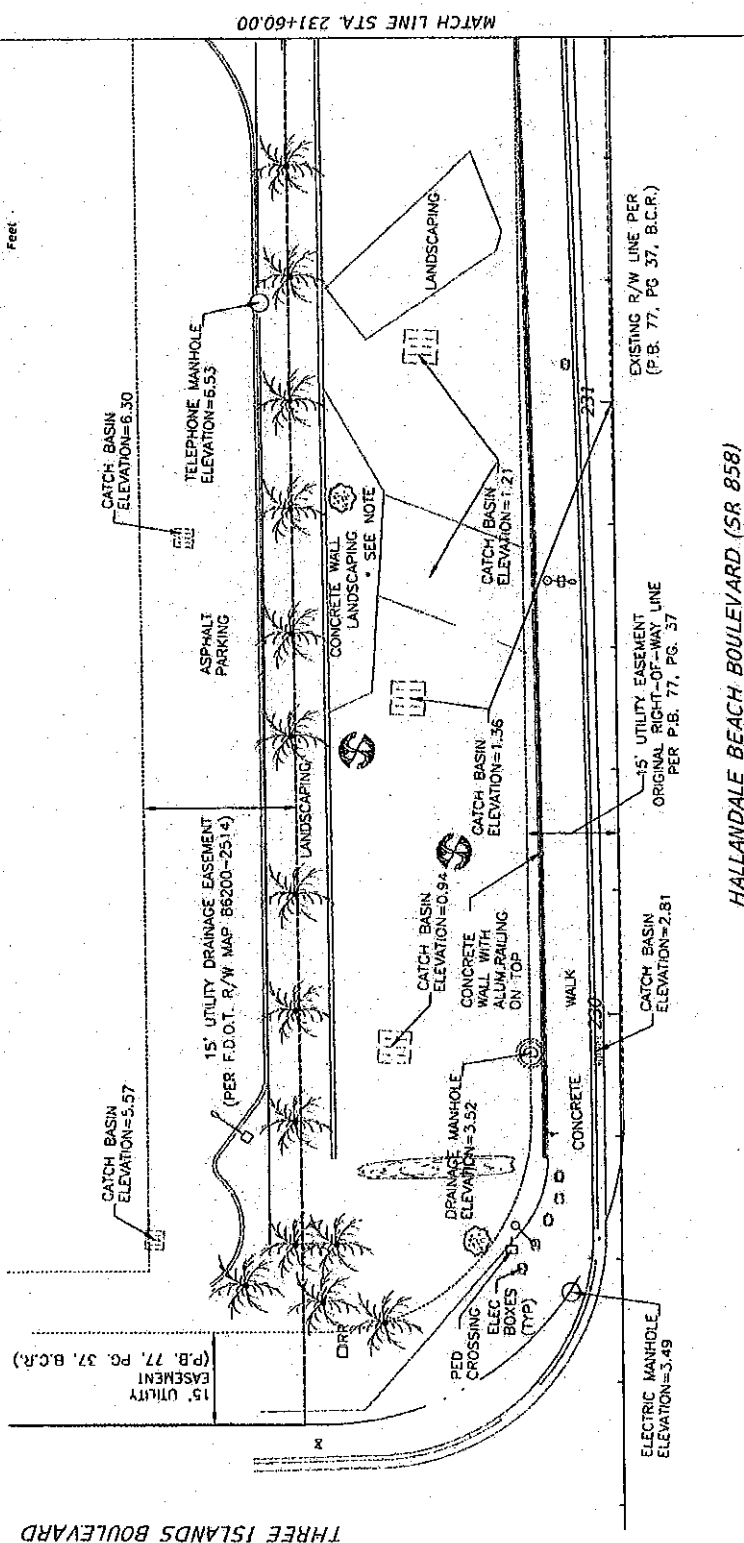 THREE ISLANDS BOULEVARD
15' UTILITY
EASEMENT
(P.B. 77, PG. 37, B.C.R.)
CATCH BASIN
ELEVATION=5.57
15' UTILITY DRAINAGE EASEMENT
(PER F.D.O.T. R/W MAP 86200-2514)
ASPHALT
PARKING
CATCH BASIN
ELEVATION=6.30
TELEPHONE MANHOLE
ELEVATION=6.53
Feet
MATCH LINE STA. 231+60.00
LANDSCAPING
CONCRETE WALL
LANDSCAPING
* SEE NOTE
LANDSCAPING
CATCH BASIN
ELEVATION=0.94
CATCH BASIN
ELEVATION=1.36
CATCH BASIN
ELEVATION=1.21
DRAINAGE MANHOLE
ELEVATION=3.52
CONCRETE
WALL WITH
ALUM.RAILING
ON TOP
PED
CROSSING
ELEC
BOXES
(TYP)
CONCRETE
WALK
230
231
ELECTRIC MANHOLE
ELEVATION=3.49
CATCH BASIN
ELEVATION=2.81
15' UTILITY EASEMENT
ORIGINAL RIGHT-OF-WAY LINE
PER P.B. 77, PG. 37
EXISTING R/W LINE PER
(P.B. 77, PG 37, B.C.R.)
HALLANDALE BEACH BOULEVARD (SR 858)